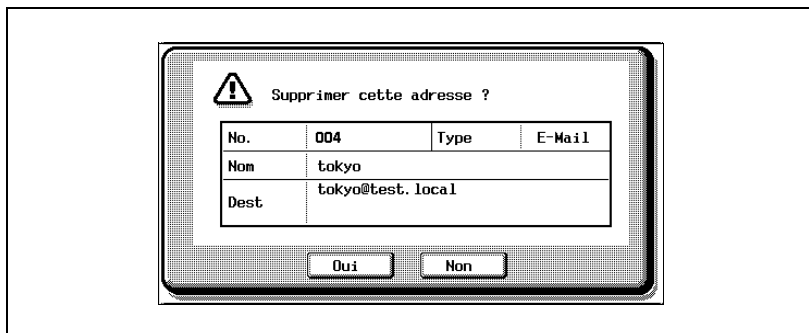 Supprimer cette adresse ?
No. 004 Type E-Mail
Nom tokyo
Dest tokyo@test.local
Oui Non